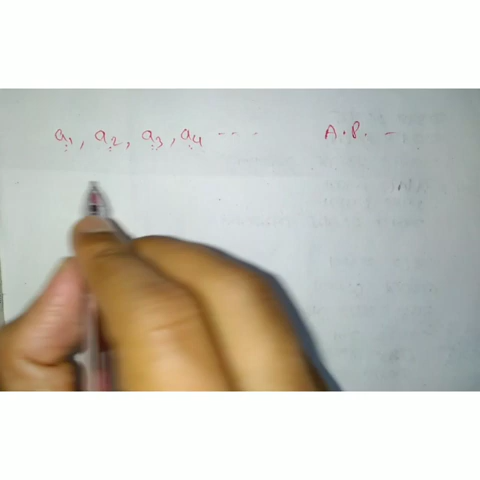 a1, a2, a3, a4 --- A.P. -